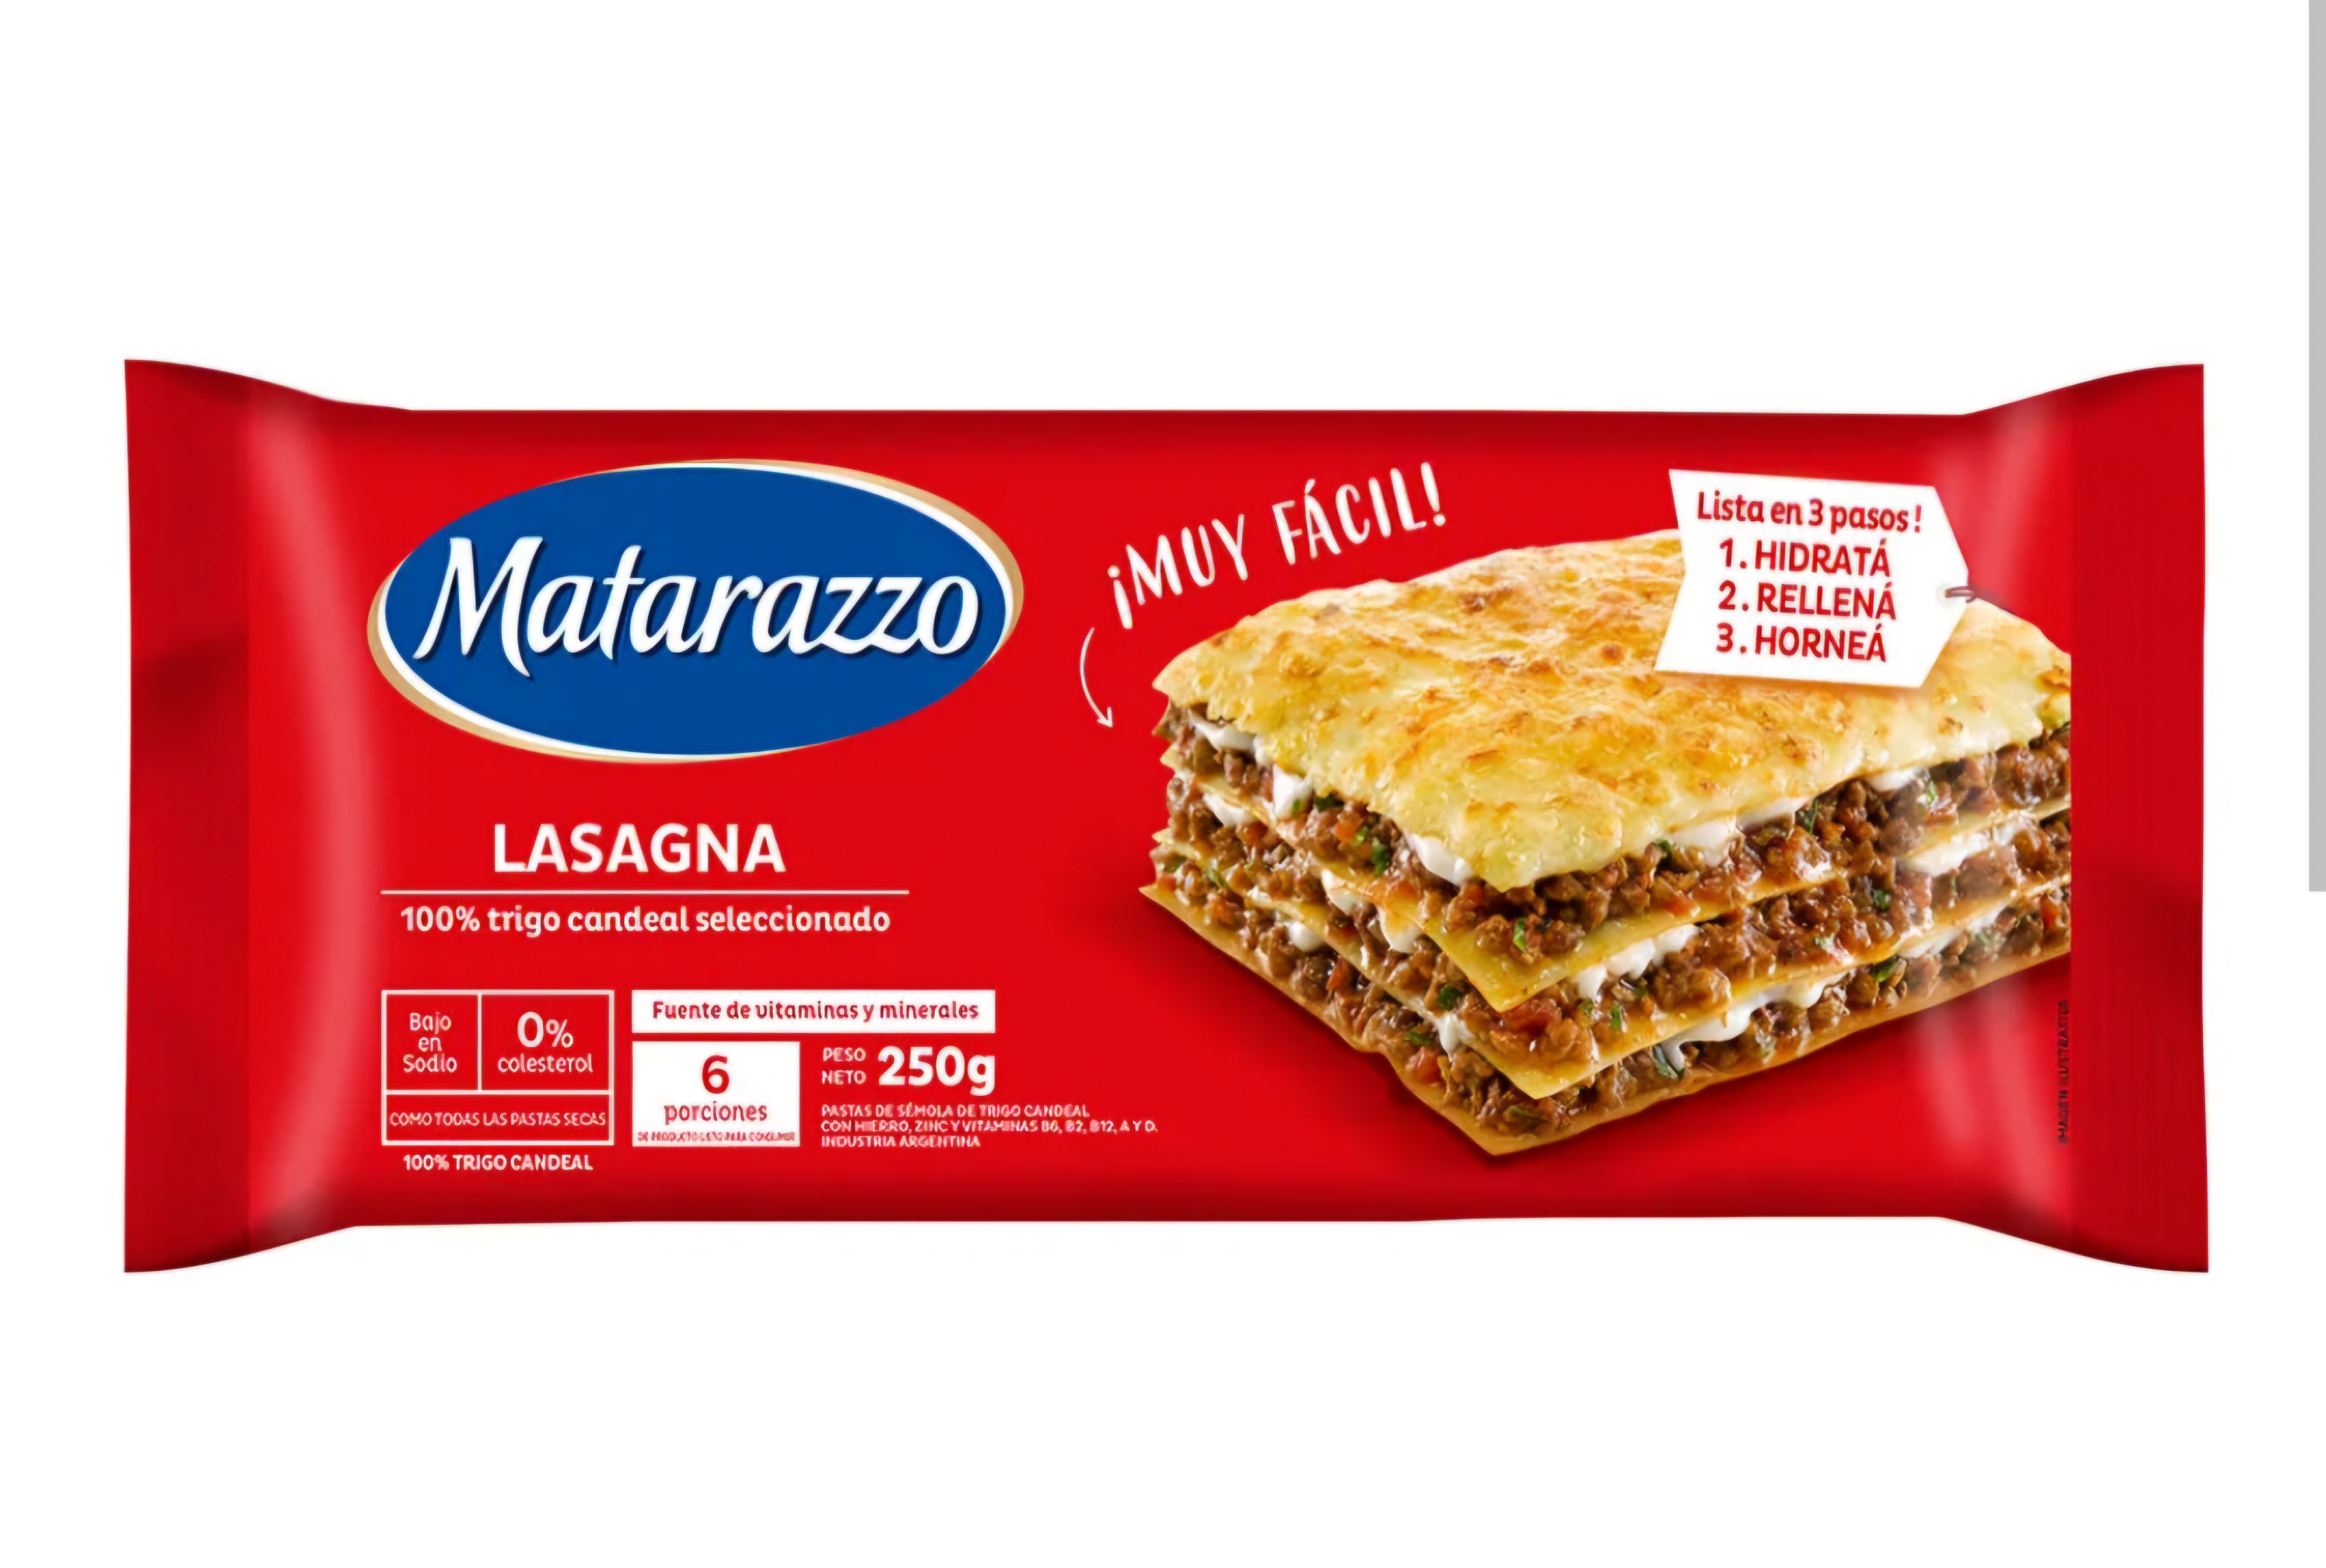 Matarazzo
¡MUY FÁCIL!
Lista en 3 pasos!
1. HIDRATÁ
2. RELLENÁ
3. HORNEÁ
LASAGNA
100% trigo candeal seleccionado
Bajo
en
Sodio
0%
colesterol
COMO TODAS LAS PASTAS SECAS
100% TRIGO CANDEAL
Fuente de vitaminas y minerales
6
porciones
PESO
NETO 250g
PASTAS DE SÉMOLA DE TRIGO CANDEAL
CON HIERRO, ZINC Y VITAMINAS B6, B2, B12, A Y D.
INDUSTRIA ARGENTINA
IMAGEN ILUSTRATIVA